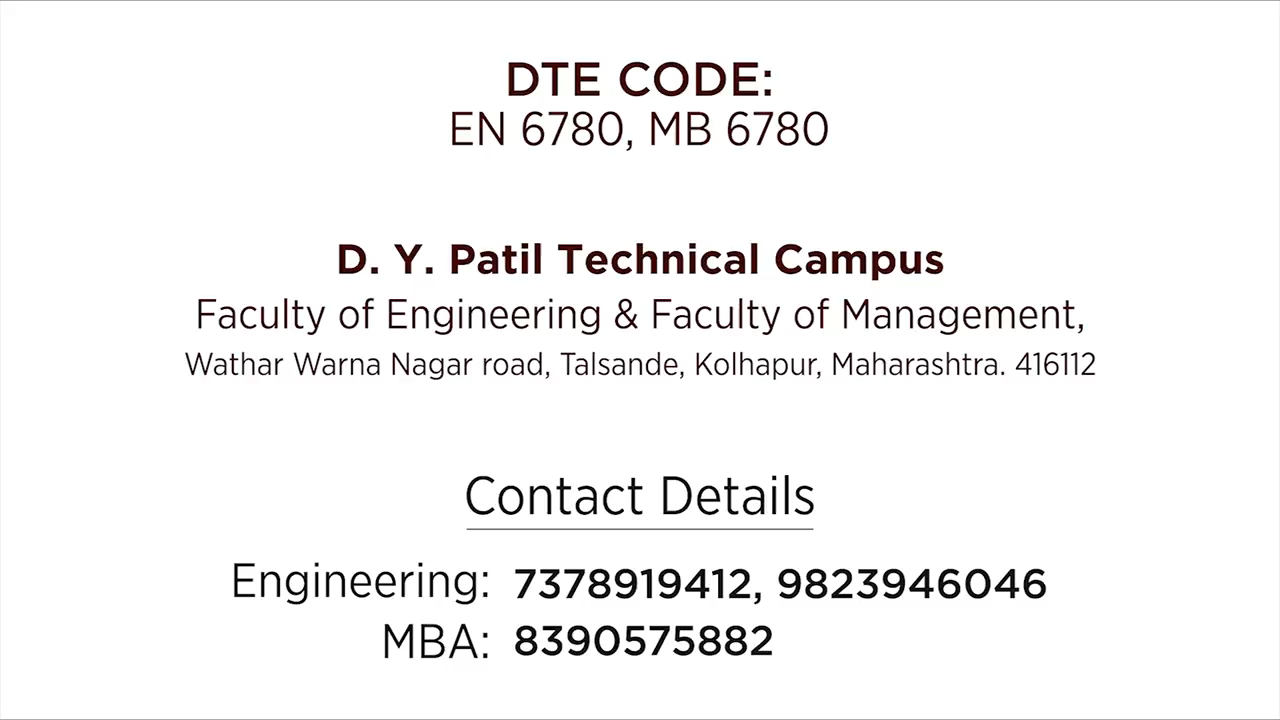 DTE CODE:
EN 6780, MB 6780
D. Y. Patil Technical Campus
Faculty of Engineering & Faculty of Management,
Wathar Warna Nagar road, Talsande, Kolhapur, Maharashtra. 416112
Contact Details
Engineering: 7378919412, 9823946046
MBA: 8390575882